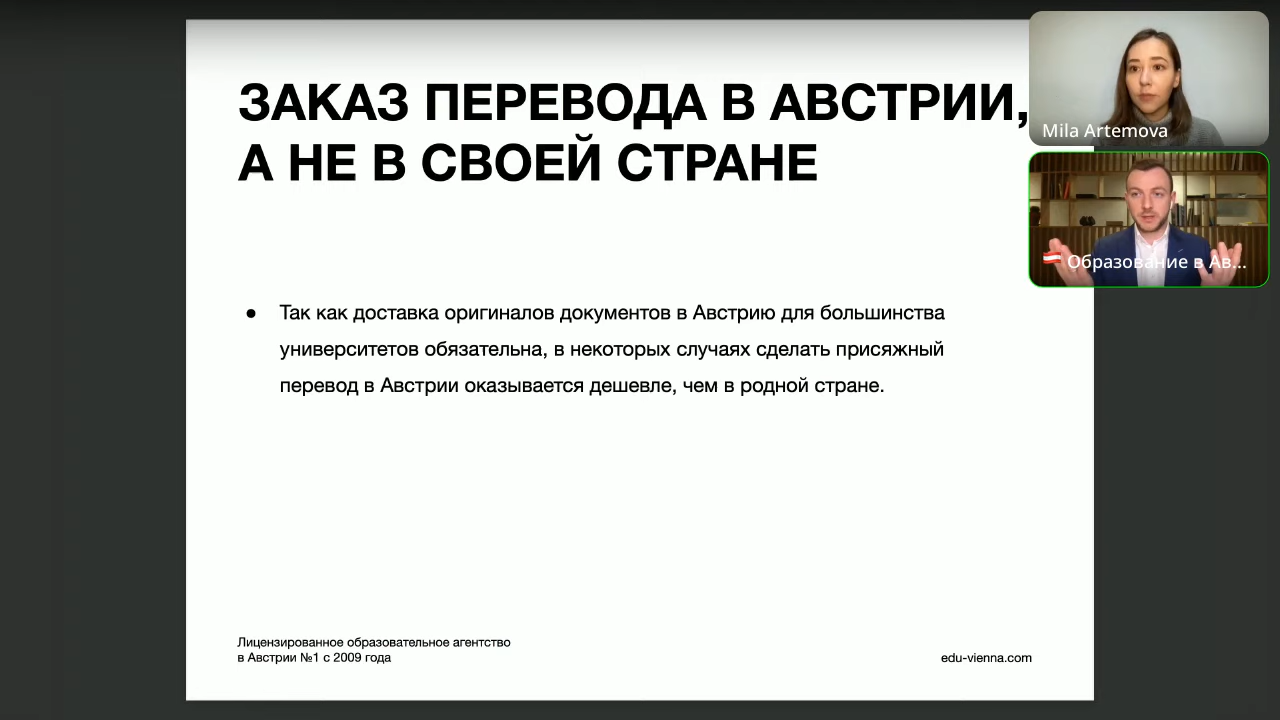 ЗАКАЗ ПЕРЕВОДА В АВСТРИИ,
А НЕ В СВОЕЙ СТРАНЕ
● Так как доставка оригиналов документов в Австрию для большинства
университетов обязательна, в некоторых случаях сделать присяжный
перевод в Австрии оказывается дешевле, чем в родной стране.
Лицензированное образовательное агентство
в Австрии №1 с 2009 года
edu-vienna.com
Mila Artemova
Образование в Ав...